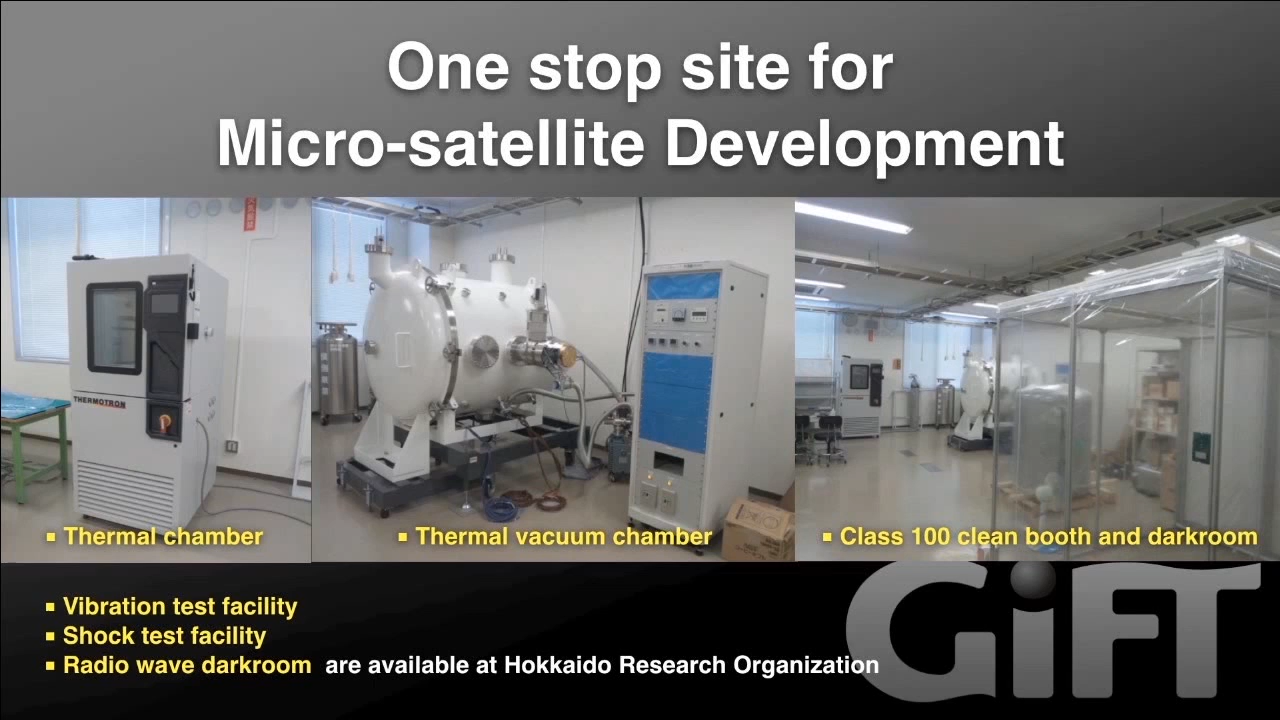 One stop site for
Micro-satellite Development
THERMOTRON
▪ Thermal chamber
▪ Thermal vacuum chamber
▪ Class 100 clean booth and darkroom
▪ Vibration test facility
▪ Shock test facility
▪ Radio wave darkroom are available at Hokkaido Research Organization
GiFT